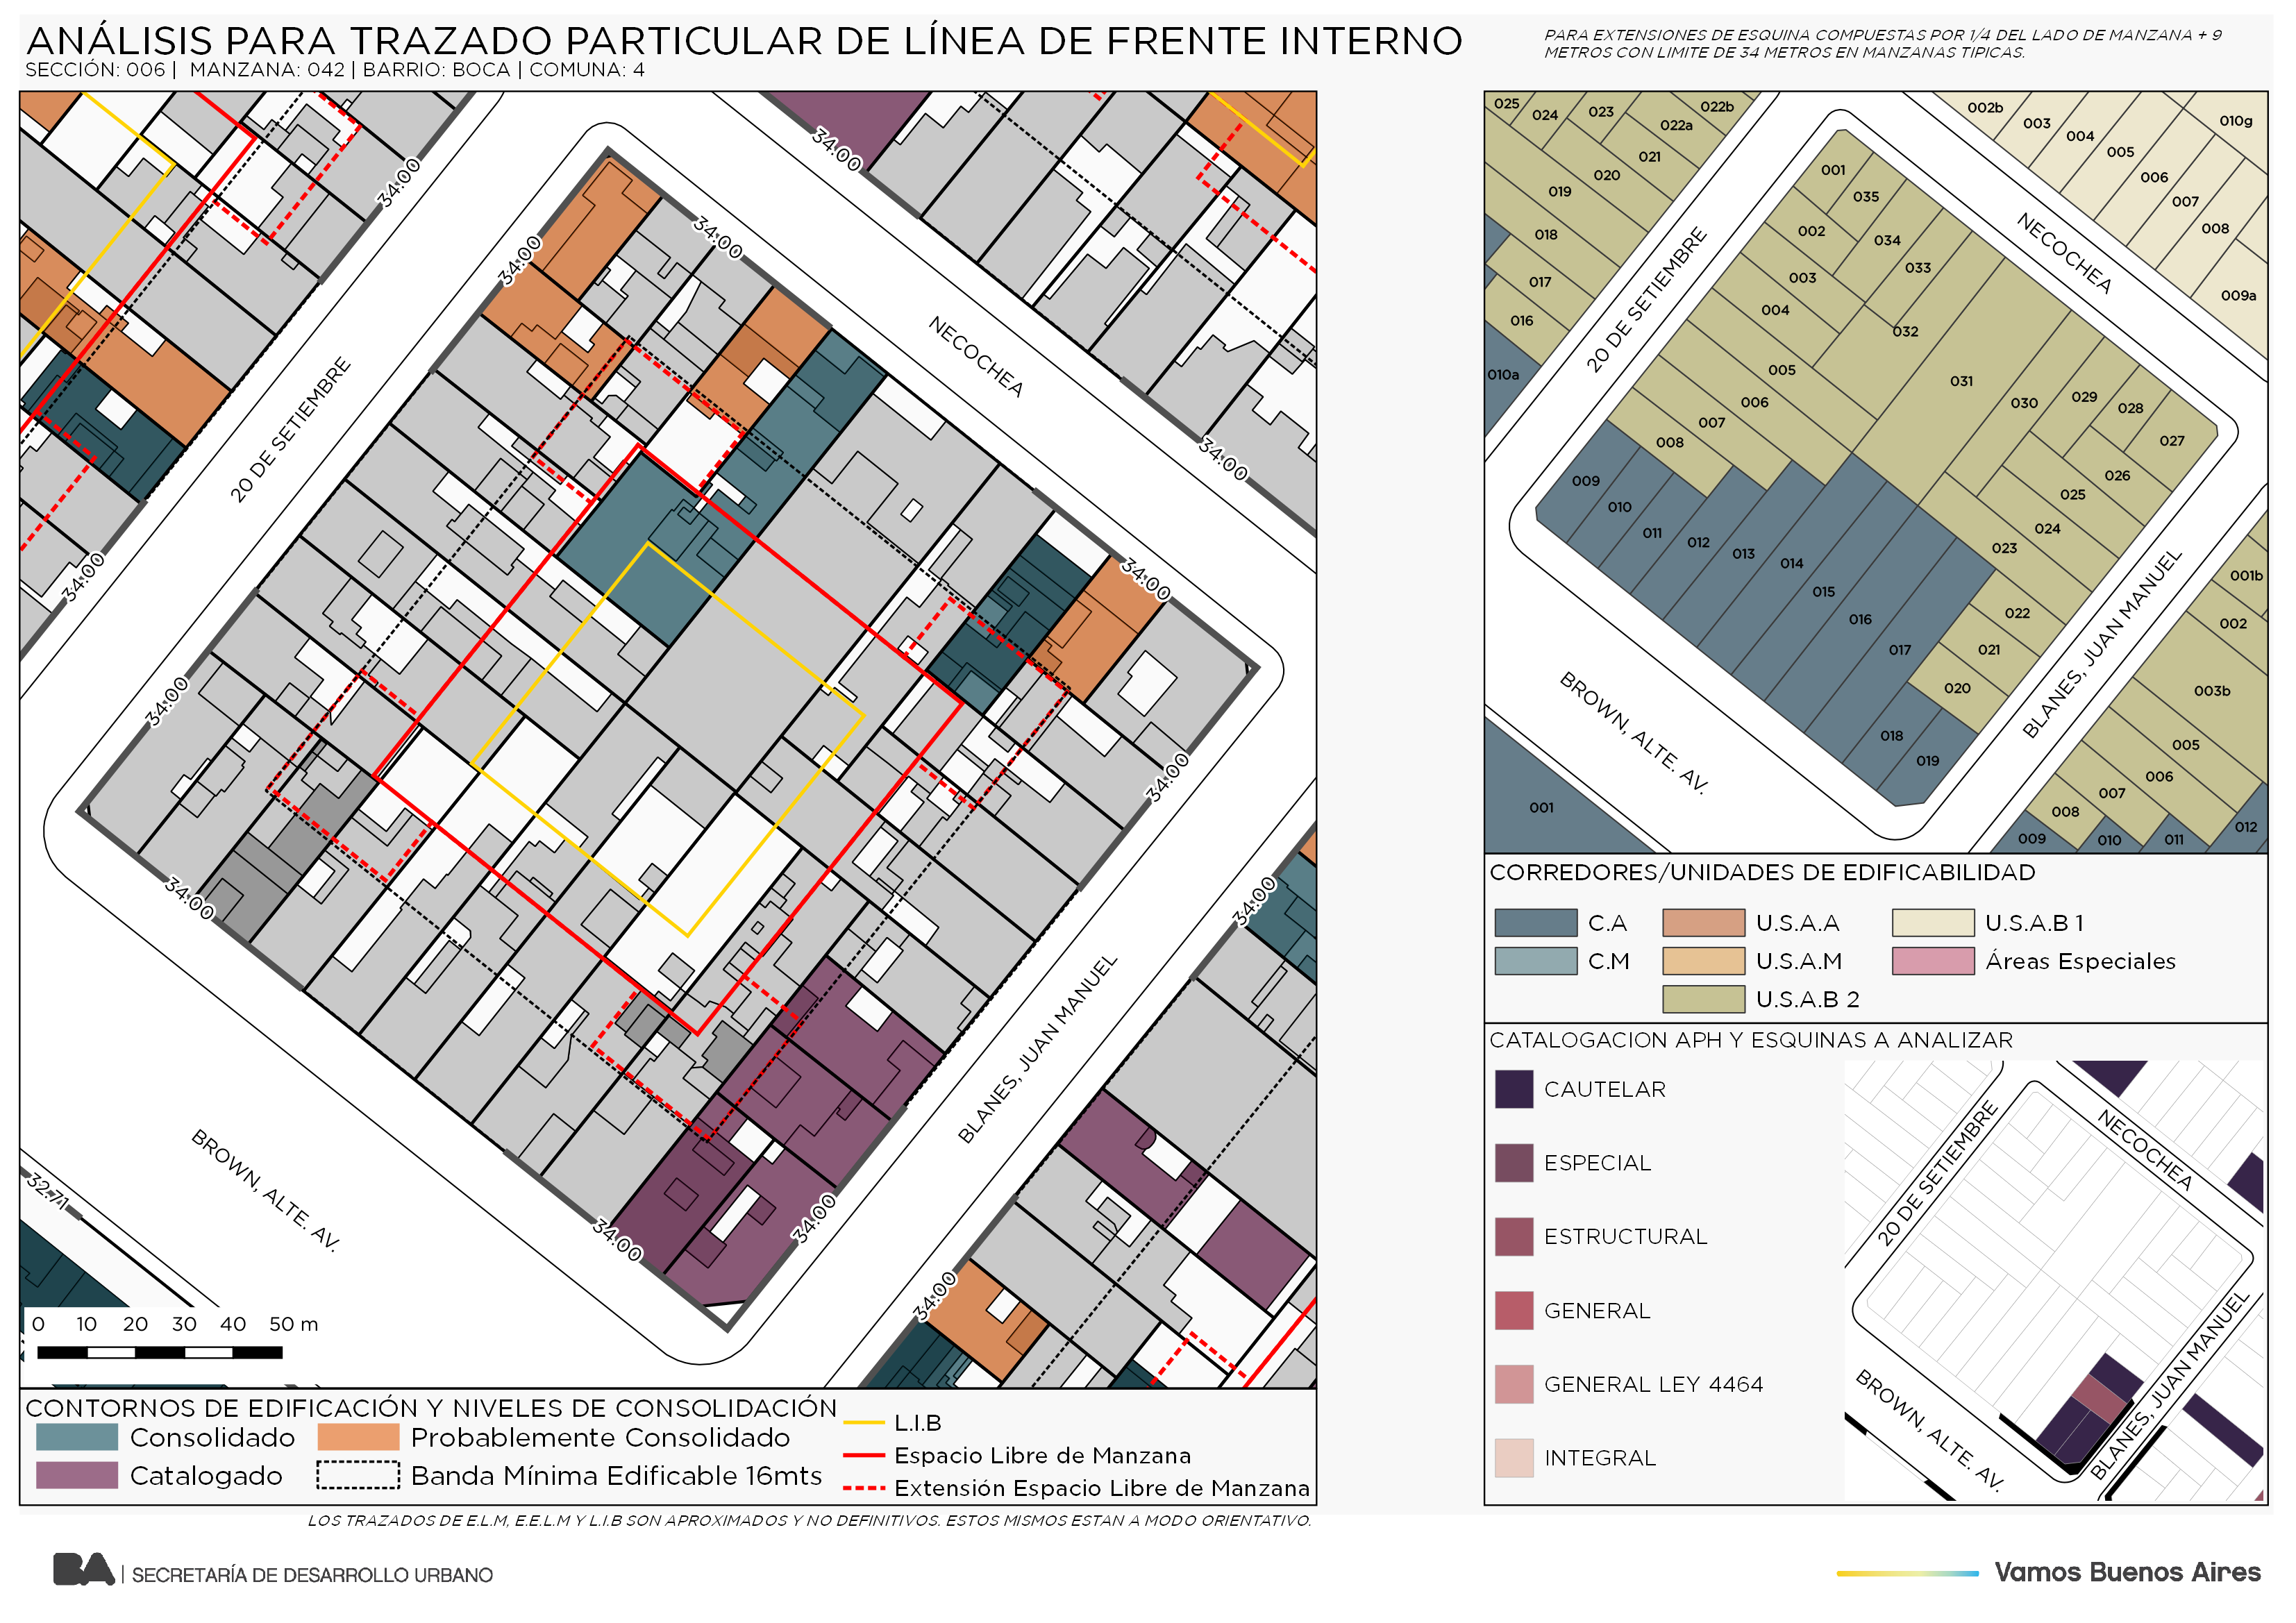 ANÁLISIS PARA TRAZADO PARTICULAR DE LÍNEA DE FRENTE INTERNO
SECCIÓN: 006 | MANZANA: 042 | BARRIO: BOCA | COMUNA: 4
PARA EXTENSIONES DE ESQUINA COMPUESTAS POR 1/4 DEL LADO DE MANZANA + 9
METROS CON LIMITE DE 34 METROS EN MANZANAS TIPICAS.
34:00
34:00
34:00
34:00
NECOCHEA
34:00
20 DE SETIEMBRE
34:00
34:00
34:00
34:00
34:00
34:00
BLANES, JUAN MANUEL
BROWN, ALTE. AV.
32.71
34:00
34:00
34:00
0 10 20 30 40 50 m
CONTORNOS DE EDIFICACIÓN Y NIVELES DE CONSOLIDACIÓN
Consolidado
Probablemente Consolidado
Catalogado
Banda Mínima Edificable 16mts
L.I.B
Espacio Libre de Manzana
Extensión Espacio Libre de Manzana
LOS TRAZADOS DE E.L.M, E.E.L.M Y L.I.B SON APROXIMADOS Y NO DEFINITIVOS. ESTOS MISMOS ESTAN A MODO ORIENTATIVO.
025
024
023
022b
022a
021
020
019
018
017
016
010a
002b
003
004
005
006
007
008
009a
010g
NECOCHEA
20 DE SETIEMBRE
001
035
002
034
033
003
004
032
005
031
006
030
029
028
027
007
008
026
025
009
010
024
011
012
013
023
014
015
016
022
017
021
020
018
019
BROWN, ALTE. AV.
BLANES, JUAN MANUEL
001
001b
002
003b
005
006
007
008
009
010
011
012
CORREDORES/UNIDADES DE EDIFICABILIDAD
C.A
U.S.A.A
U.S.A.B 1
C.M
U.S.A.M
Áreas Especiales
U.S.A.B 2
CATALOGACION APH Y ESQUINAS A ANALIZAR
CAUTELAR
ESPECIAL
ESTRUCTURAL
GENERAL
GENERAL LEY 4464
INTEGRAL
20 DE SETIEMBRE
NECOCHEA
BROWN, ALTE. AV.
BLANES, JUAN MANUEL
BA | SECRETARÍA DE DESARROLLO URBANO
Vamos Buenos Aires